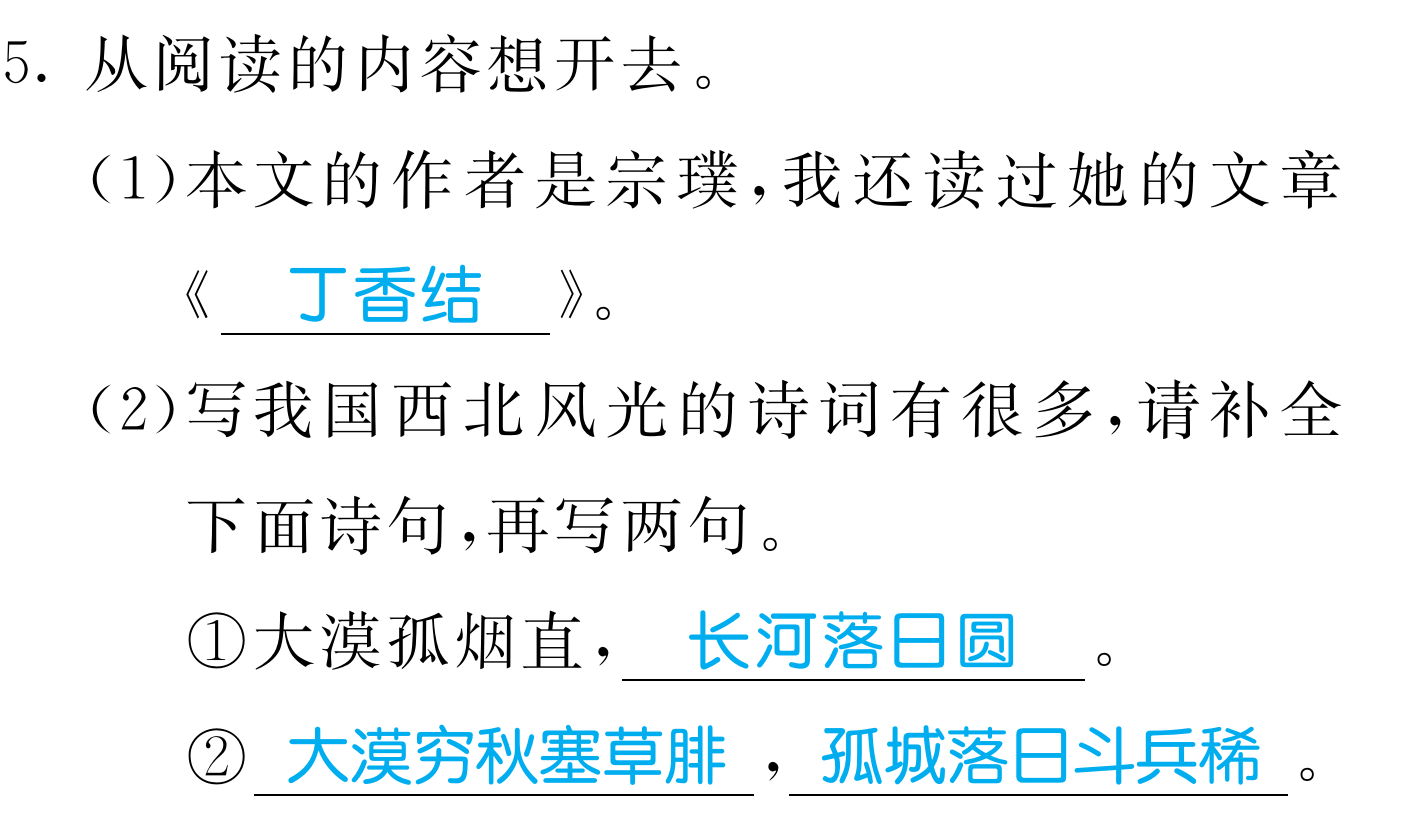 5. 从阅读的内容想开去。
(1)本文的作者是宗璞,我还读过她的文章
《 丁香结 》。
(2)写我国西北风光的诗词有很多,请补全
下面诗句,再写两句。
①大漠孤烟直, 长河落日圆 。
② 大漠穷秋塞草腓 , 孤城落日斗兵稀 。